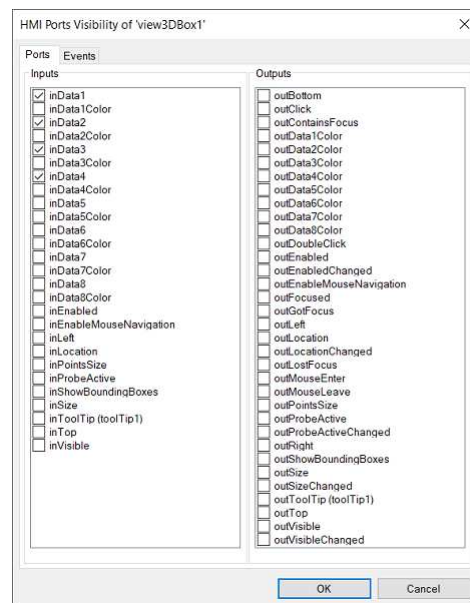 HMI Ports Visibility of 'view3DBox1'
Ports Events
Inputs
inData1
inData1Color
inData2
inData2Color
inData3
inData3Color
inData4
inData4Color
inData5
inData5Color
inData6
inData6Color
inData7
inData7Color
inData8
inData8Color
inEnabled
inEnableMouseNavigation
inLeft
inLocation
inPointsSize
inProbeActive
inShowBoundingBoxes
inSize
inToolTip (toolTip1)
inTop
inVisible
Outputs
outBottom
outClick
outContainsFocus
outData1Color
outData2Color
outData3Color
outData4Color
outData5Color
outData6Color
outData7Color
outData8Color
outDoubleClick
outEnabled
outEnabledChanged
outEnableMouseNavigation
outFocused
outGotFocus
outLeft
outLocation
outLocationChanged
outLostFocus
outMouseEnter
outMouseLeave
outPointsSize
outProbeActive
outProbeActiveChanged
outRight
outShowBoundingBoxes
outSize
outSizeChanged
outToolTip (toolTip1)
outTop
outVisible
outVisibleChanged
OK Cancel